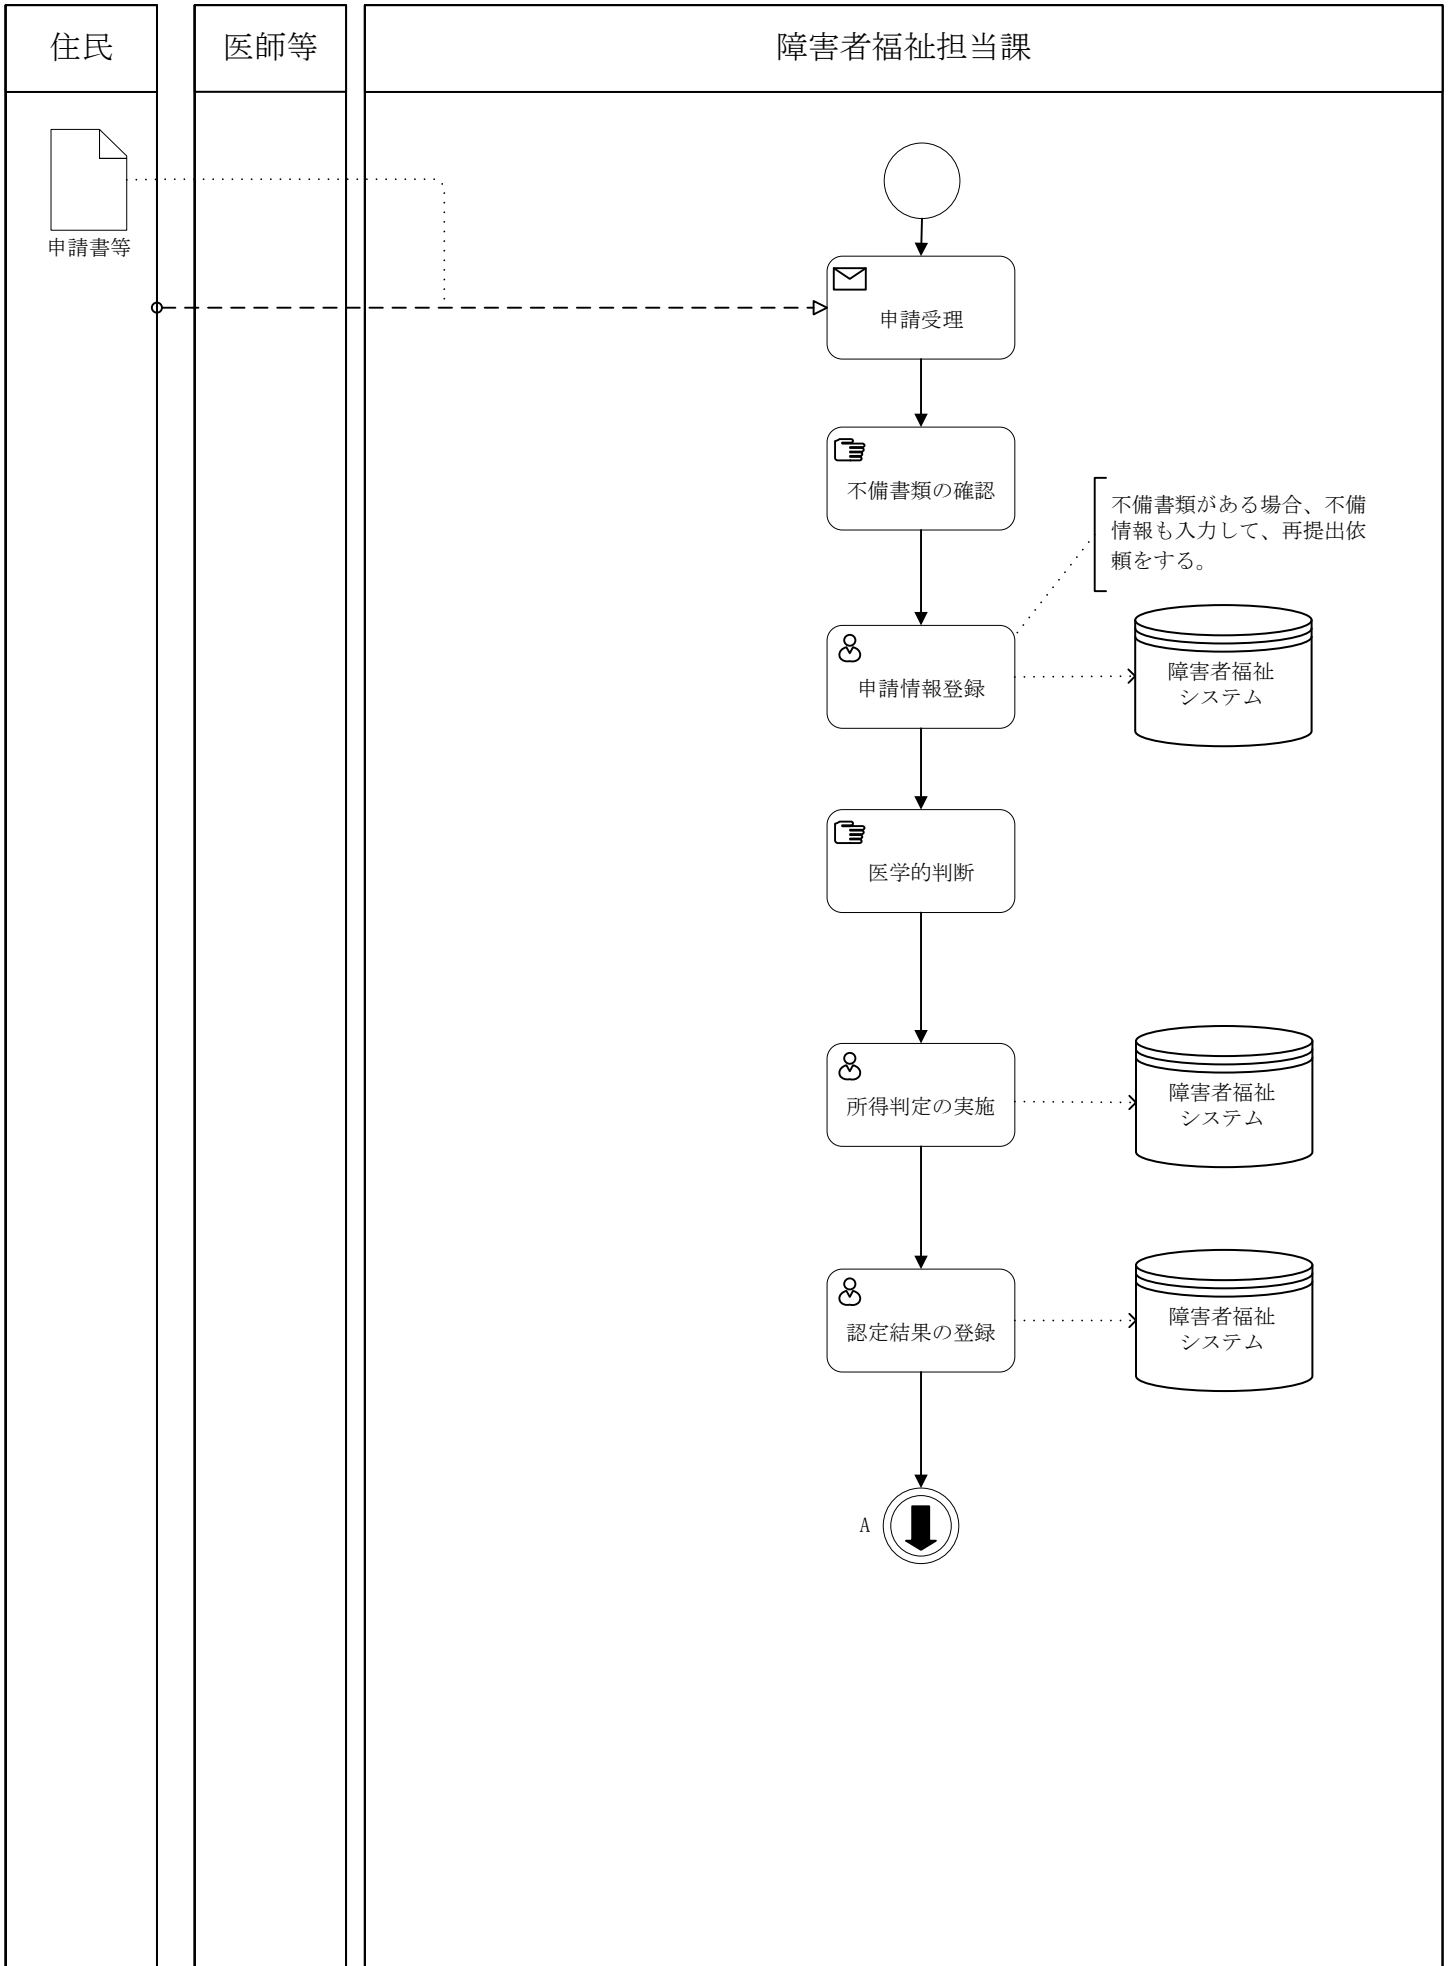 住民
医師等
障害者福祉担当課
申請書等
申請受理
不備書類の確認
不備書類がある場合、不備
情報も入力して、再提出依
頼をする。
申請情報登録
障害者福祉
システム
医学的判断
所得判定の実施
障害者福祉
システム
認定結果の登録
障害者福祉
システム
A